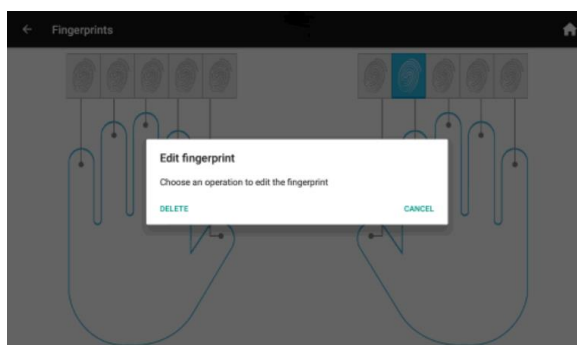 Fingerprints
Edit fingerprint
Choose an operation to edit the fingerprint
DELETE CANCEL